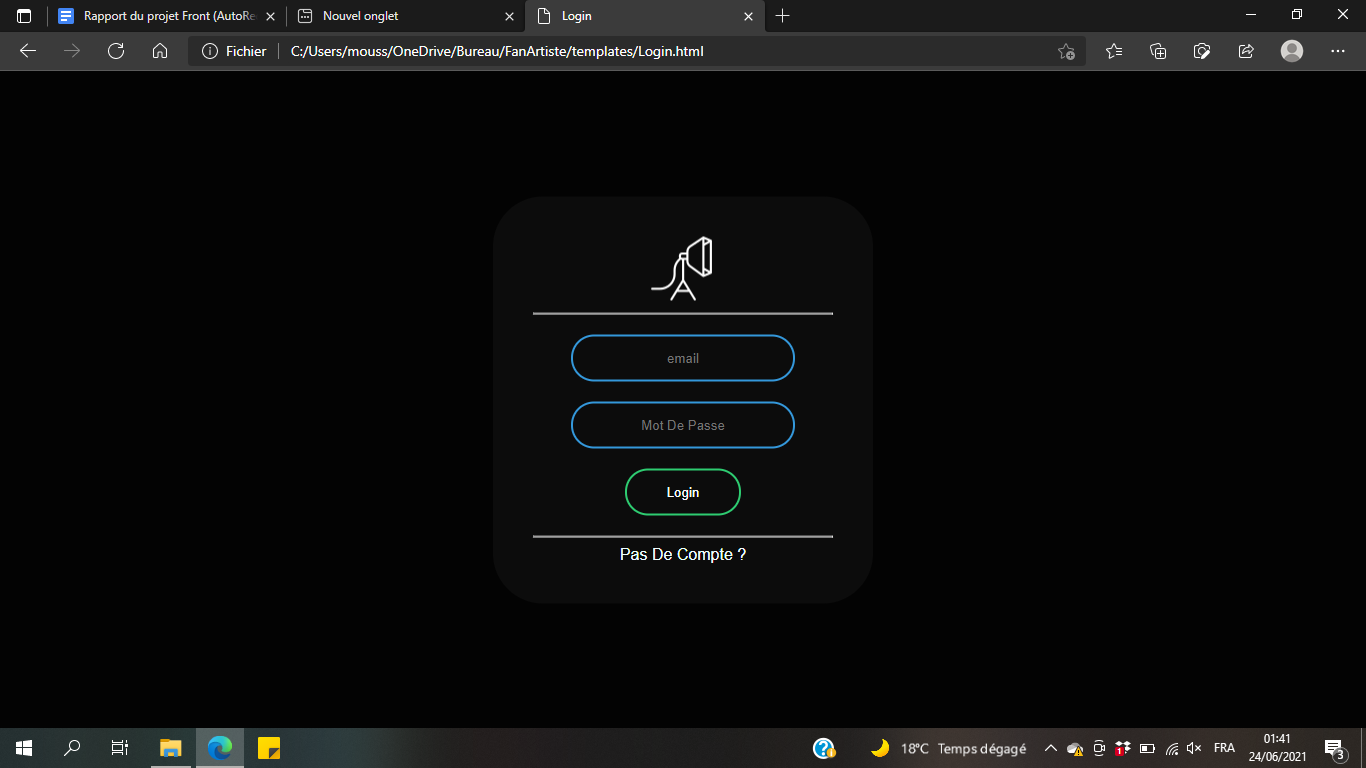 Rapport du projet Front (AutoRe
Nouvel onglet
Login
Fichier
C:/Users/mouss/OneDrive/Bureau/FanArtiste/templates/Login.html
email
Mot De Passe
Login
Pas De Compte ?
18°C Temps dégagé
FRA
01:41
24/06/2021
1
3